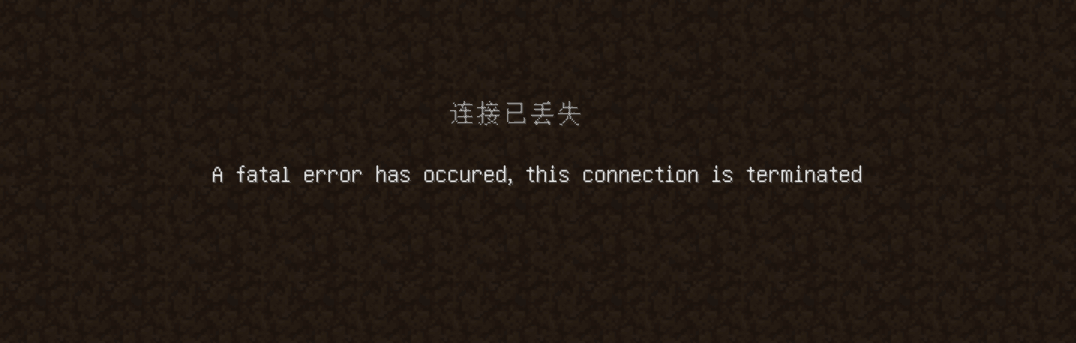 连接已丢失
A fatal error has occured, this connection is terminated